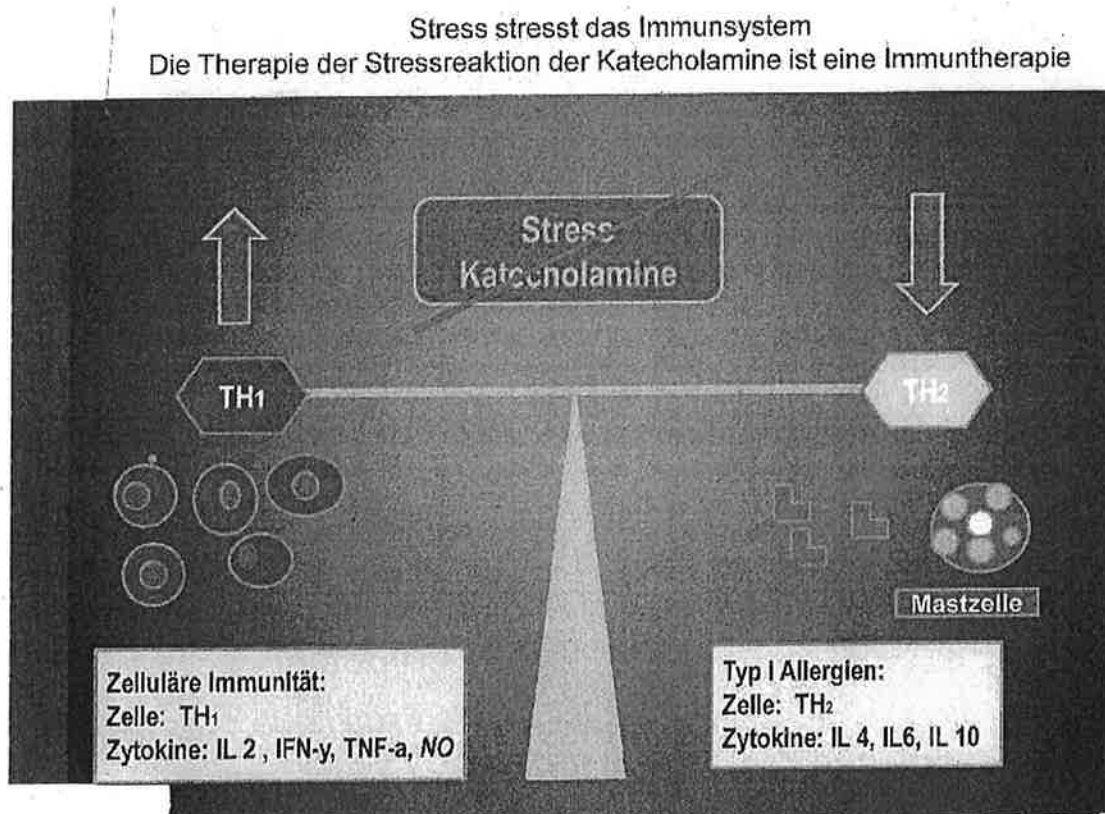 Stress stresst das Immunsystem
Die Therapie der Stressreaktion der Katecholamine ist eine Immuntherapie
Stress
Katecholamine
TH1
TH2
Mastzelle
Zelluläre Immunität:
Zelle: TH1
Zytokine: IL 2 , IFN-y, TNF-a, NO
Typ I Allergien:
Zelle: TH2
Zytokine: IL 4, IL6, IL 10